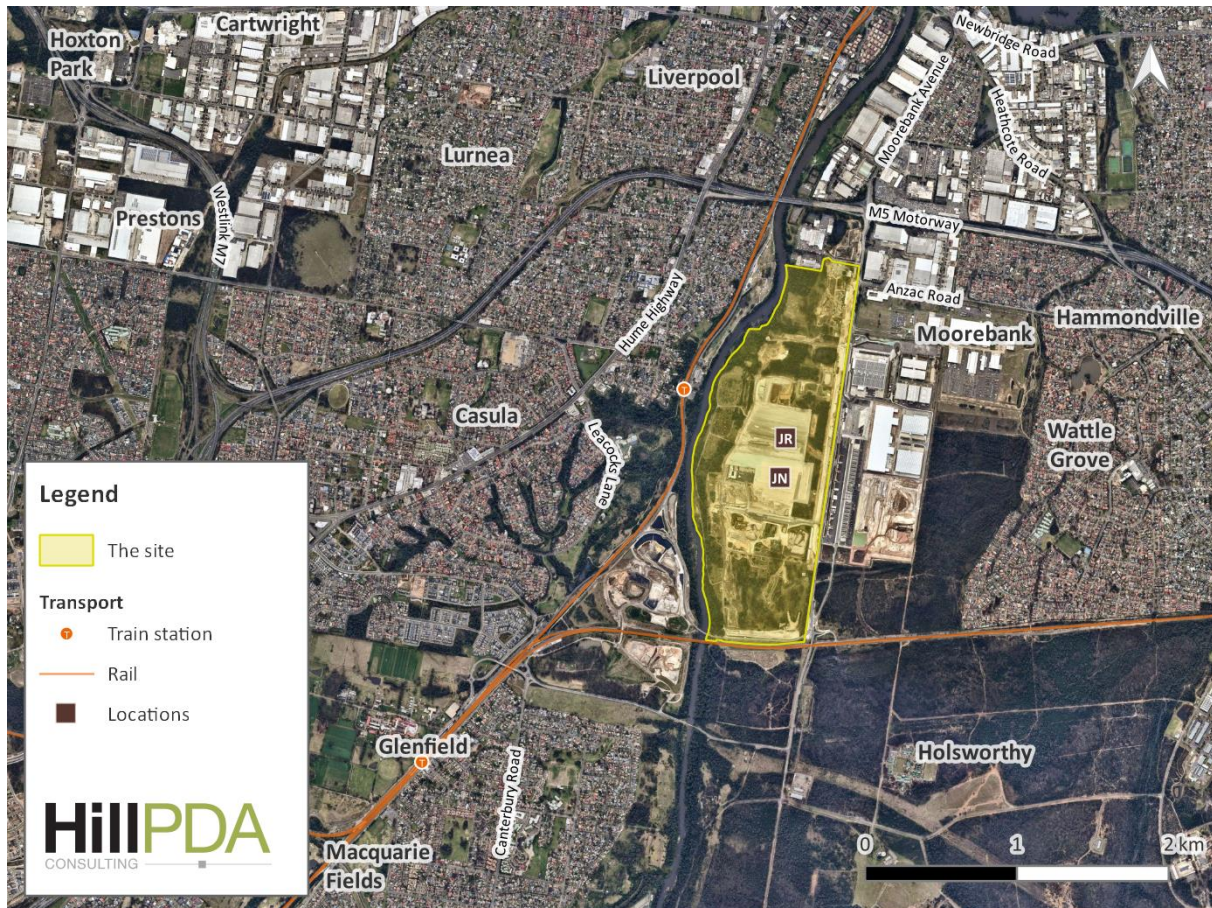 Cartwright
Hoxton
Park
Liverpool
Newbridge Road
Moorebank Avenue
Heathcote Road
Lurnea
Prestons
Westlink M7
M5 Motorway
Anzac Road
Hammondville
Moorebank
Hume Highway
Casula
Leacocks Lane
JR
JN
Wattle
Grove
Legend
The site
Transport
T
Train station
Rail
Locations
HillPDA
CONSULTING
T
Glenfield
T
Canterbury Road
Macquarie
Fields
Holsworthy
0 1 2 km